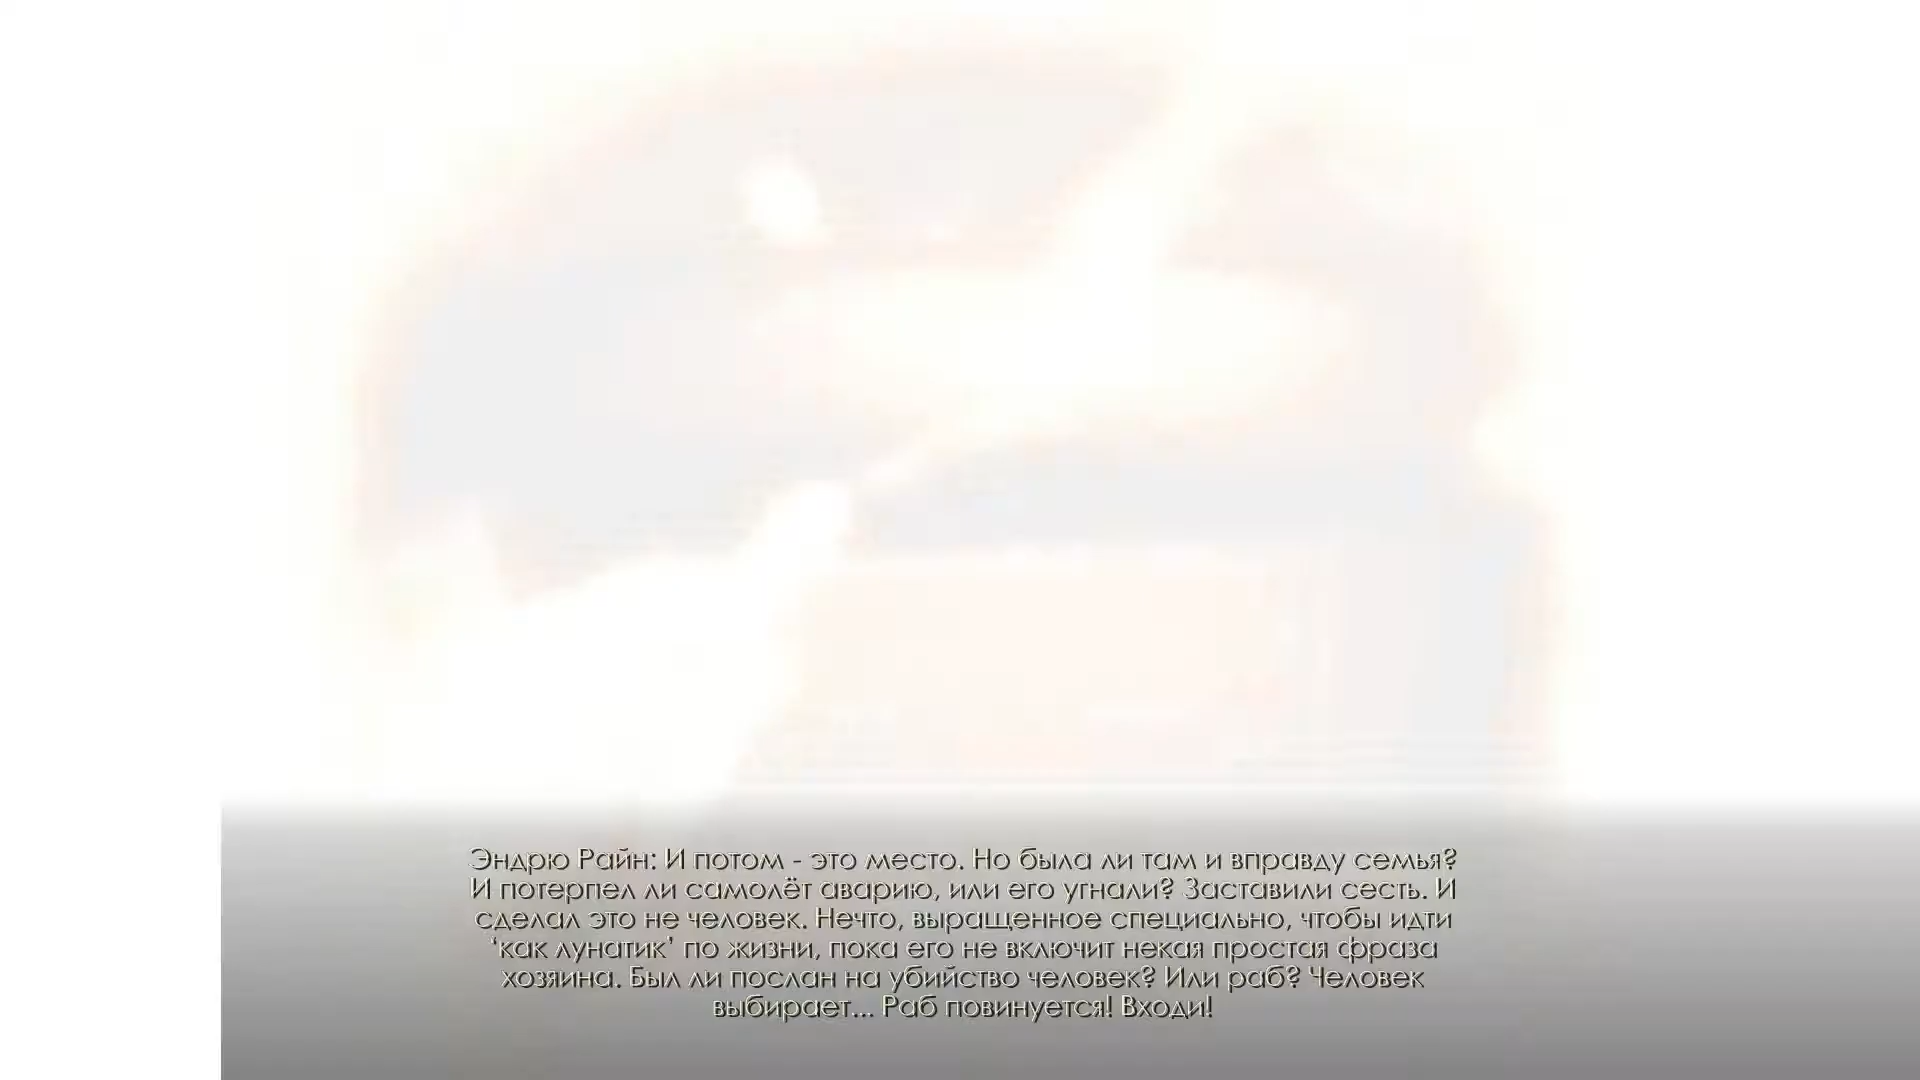 Эндрю Райн: И потом - это место. Но была ли там и вправду семья?
И потерпел ли самолёт аварию, или его угнали? Заставили сесть. И
сделал это не человек. Нечто, выращенное специально, чтобы идти
‘как лунатик’ по жизни, пока его не включит некая простая фраза
хозяина. Был ли послан на убийство человек? Или раб? Человек
выбирает... Раб повинуется! Входи!